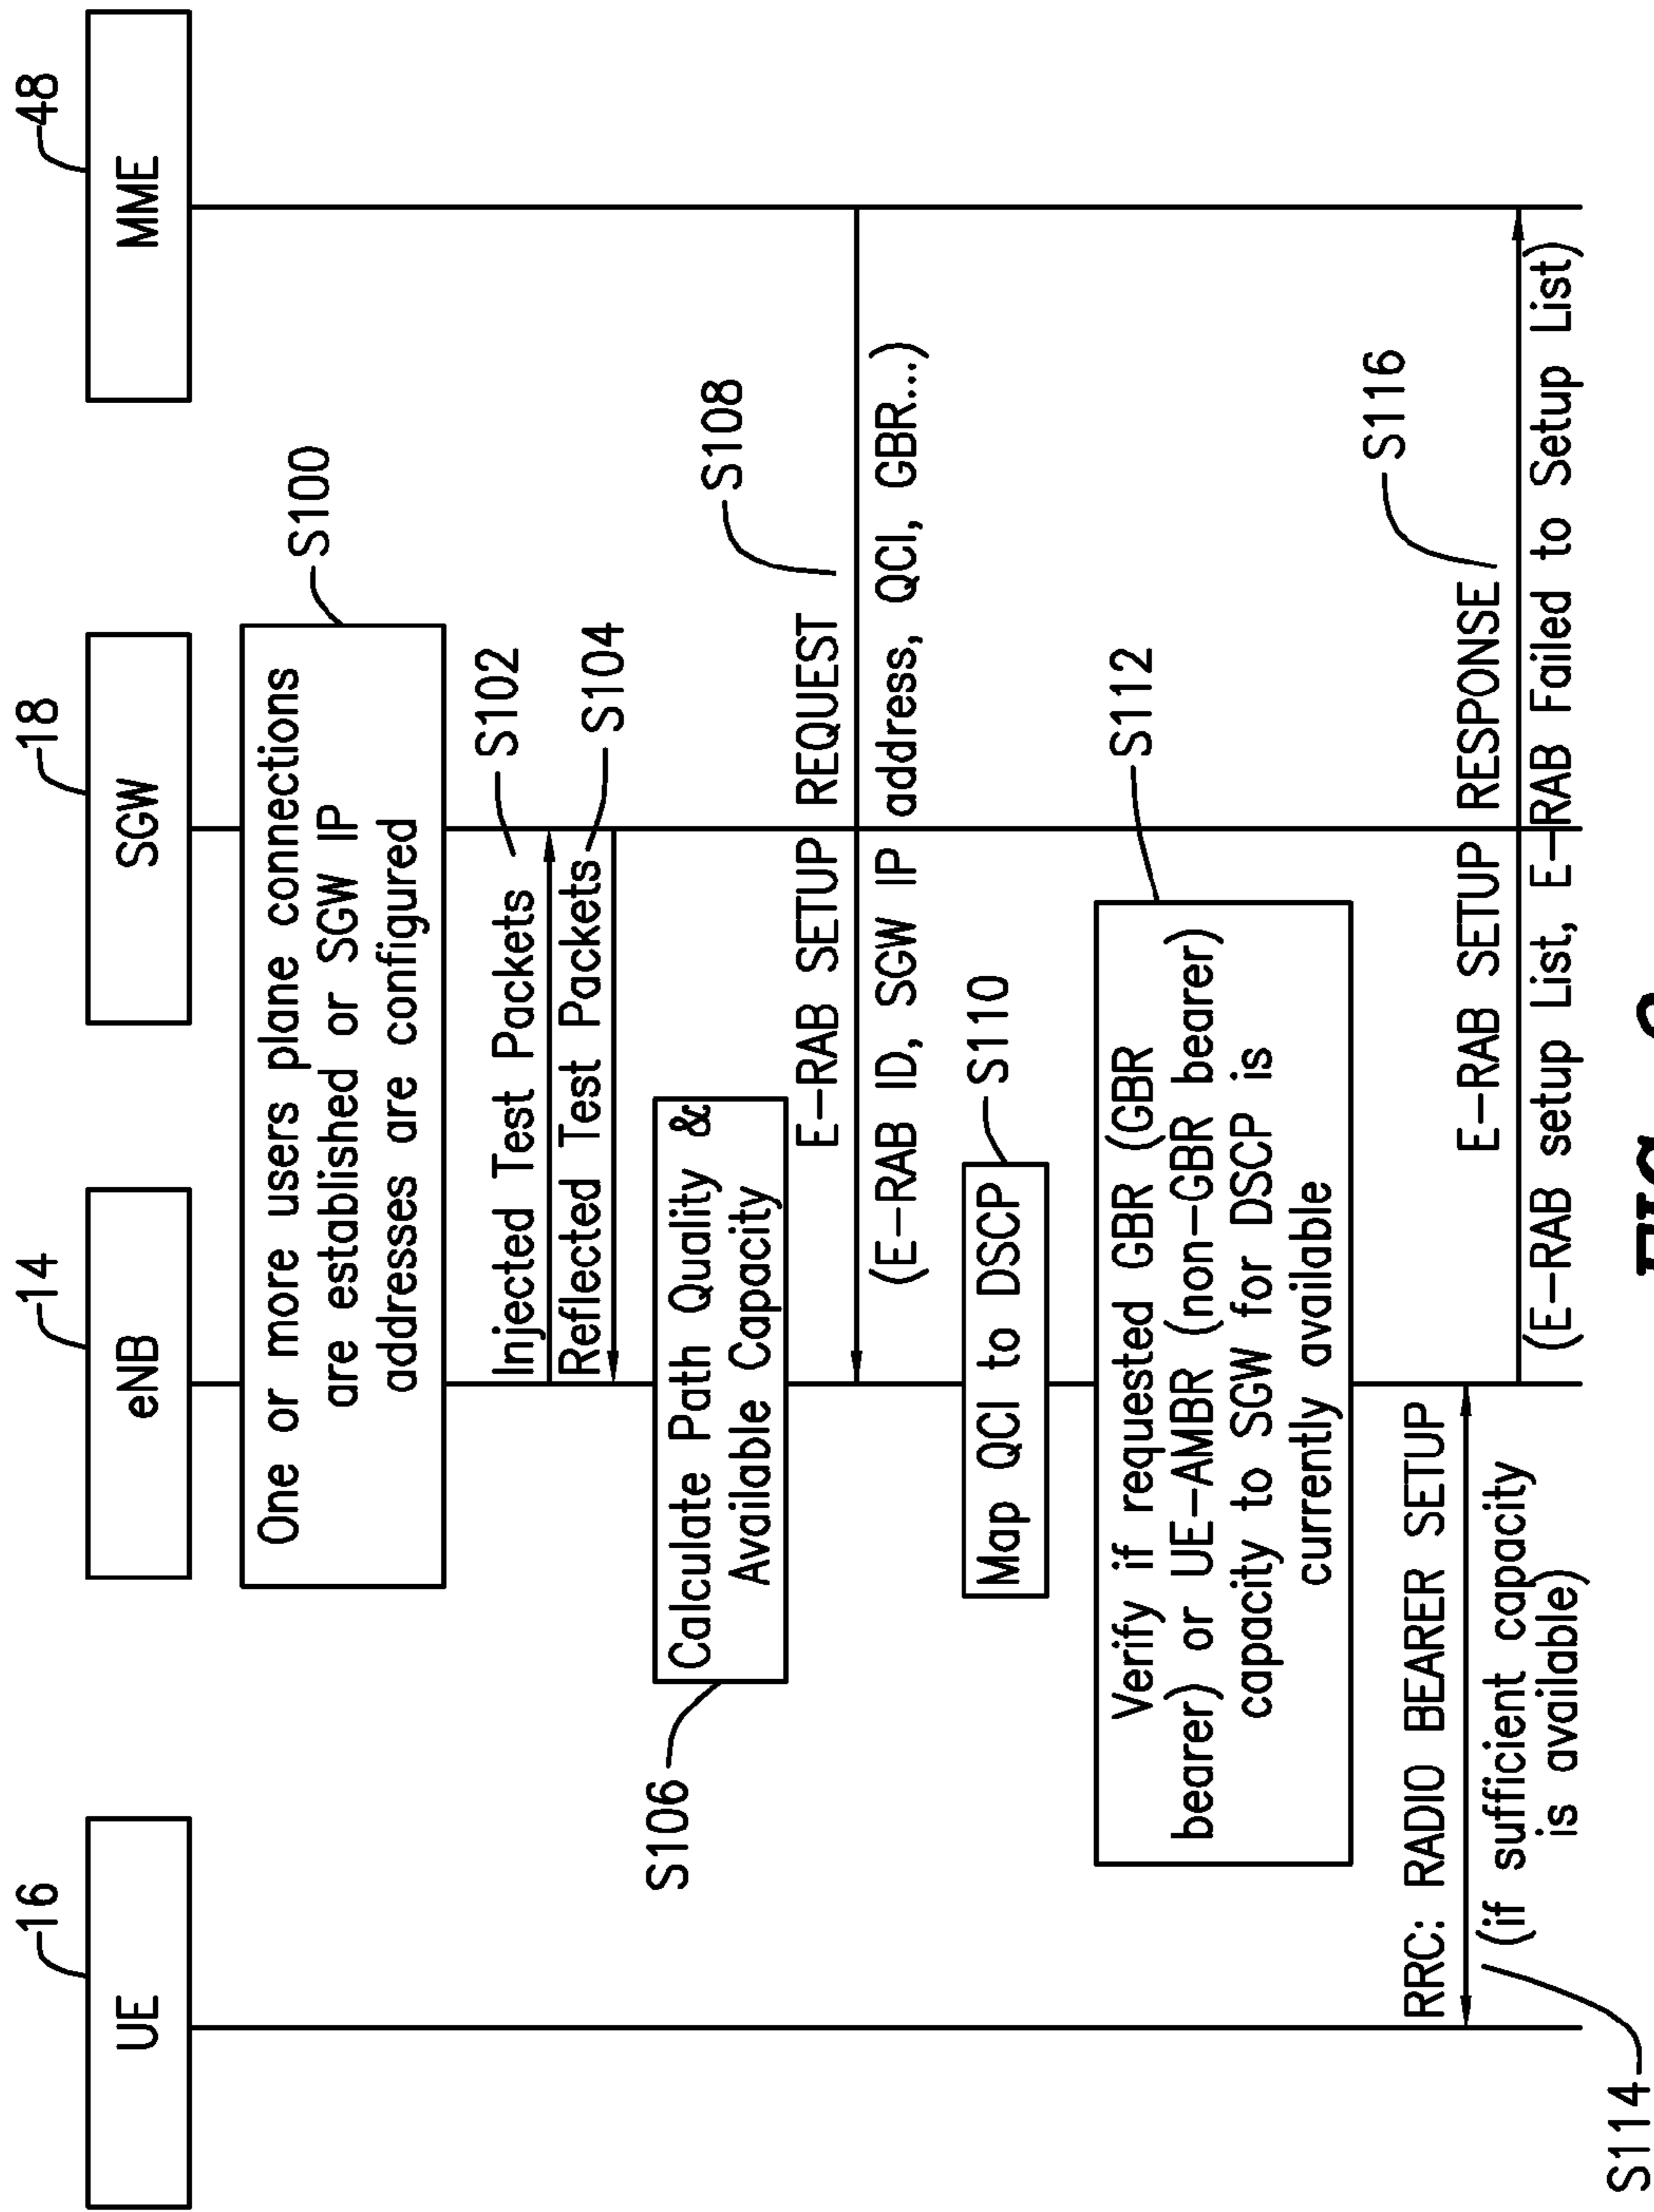 16
14
18
48
UE
eNB
SGW
MME
One or more users plane connections
are established or SGW IP
addresses are configured
S100
Injected Test Packets
S102
Reflected Test Packets
S104
Calculate Path Quality &
Available Capacity
S106
E-RAB SETUP REQUEST
S108
(E-RAB ID, SGW IP address, QCI, GBR...)
Map QCI to DSCP
S110
Verify if requested GBR (GBR
bearer) or UE-AMBR (non-GBR bearer)
capacity to SGW for DSCP is
currently available
S112
RRC: RADIO BEARER SETUP
(if sufficient capacity
is available)
S114
E-RAB SETUP RESPONSE
S116
(E-RAB setup List, E-RAB Failed to Setup List)